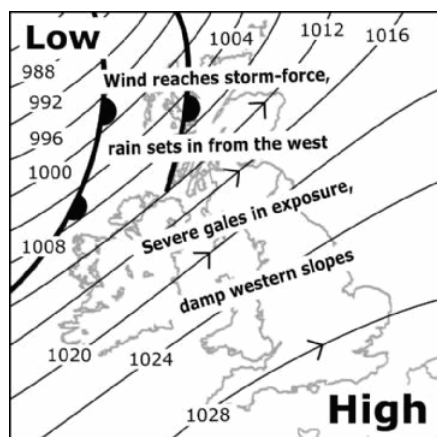 Low
1004
1012
1016
988
Wind reaches storm-force,
992
996
rain sets in from the west
1000
Severe gales in exposure,
1008
damp western slopes
1020
1024
1028
High